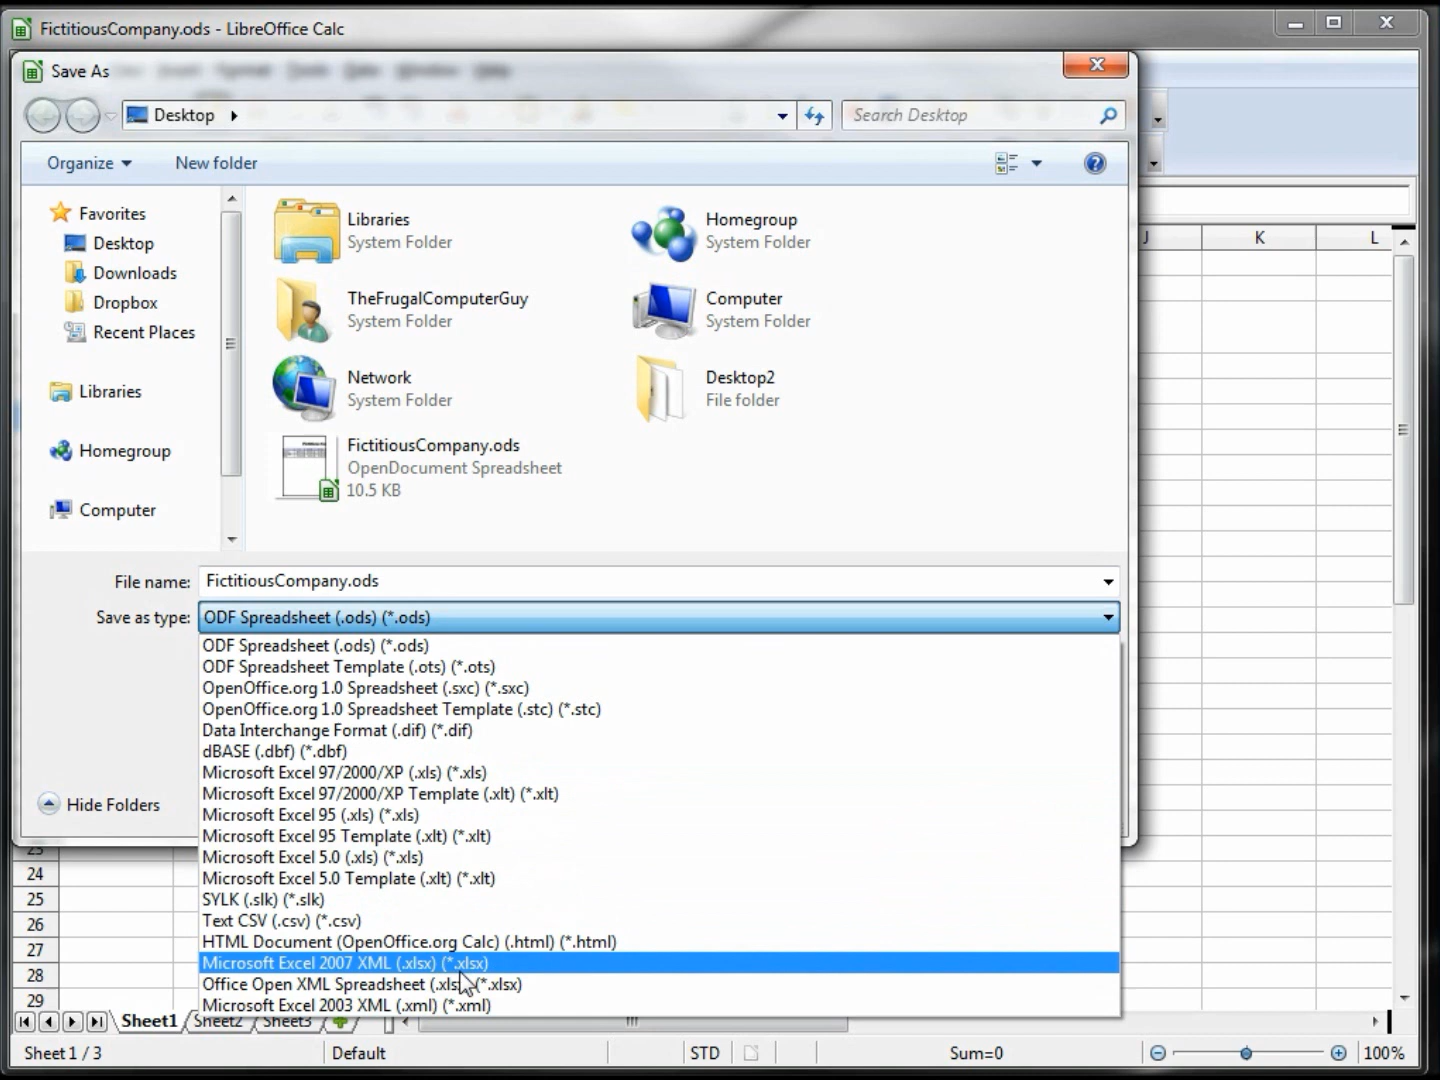 FictitiousCompany.ods - LibreOffice Calc
Save As
Desktop
Search Desktop
Organize
New folder
Favorites
Desktop
Downloads
Dropbox
Recent Places
Libraries
Homegroup
Computer
Libraries
System Folder
Homegroup
System Folder
TheFrugalComputerGuy
System Folder
Computer
System Folder
Network
System Folder
Desktop2
File folder
FictitiousCompany.ods
OpenDocument Spreadsheet
10.5 KB
J K L
File name: FictitiousCompany.ods
Save as type: ODF Spreadsheet (.ods) (*.ods)
ODF Spreadsheet (.ods) (*.ods)
ODF Spreadsheet Template (.ots) (*.ots)
OpenOffice.org 1.0 Spreadsheet (.sxc) (*.sxc)
OpenOffice.org 1.0 Spreadsheet Template (.stc) (*.stc)
Data Interchange Format (.dif) (*.dif)
dBASE (.dbf) (*.dbf)
Microsoft Excel 97/2000/XP (.xls) (*.xls)
Microsoft Excel 97/2000/XP Template (.xlt) (*.xlt)
Microsoft Excel 95 (.xls) (*.xls)
Microsoft Excel 95 Template (.xlt) (*.xlt)
Microsoft Excel 5.0 (.xls) (*.xls)
Microsoft Excel 5.0 Template (.xlt) (*.xlt)
SYLK (.slk) (*.slk)
Text CSV (.csv) (*.csv)
HTML Document (OpenOffice.org Calc) (.html) (*.html)
Microsoft Excel 2007 XML (.xlsx) (*.xlsx)
Office Open XML Spreadsheet (.xls (*.xlsx)
Microsoft Excel 2003 XML (.xml) (*.xml)
Hide Folders
23
24
25
26
27
28
29
Sheet1 Sheet2 Sheet3
Sheet 1 / 3 Default STD Sum=0 100%